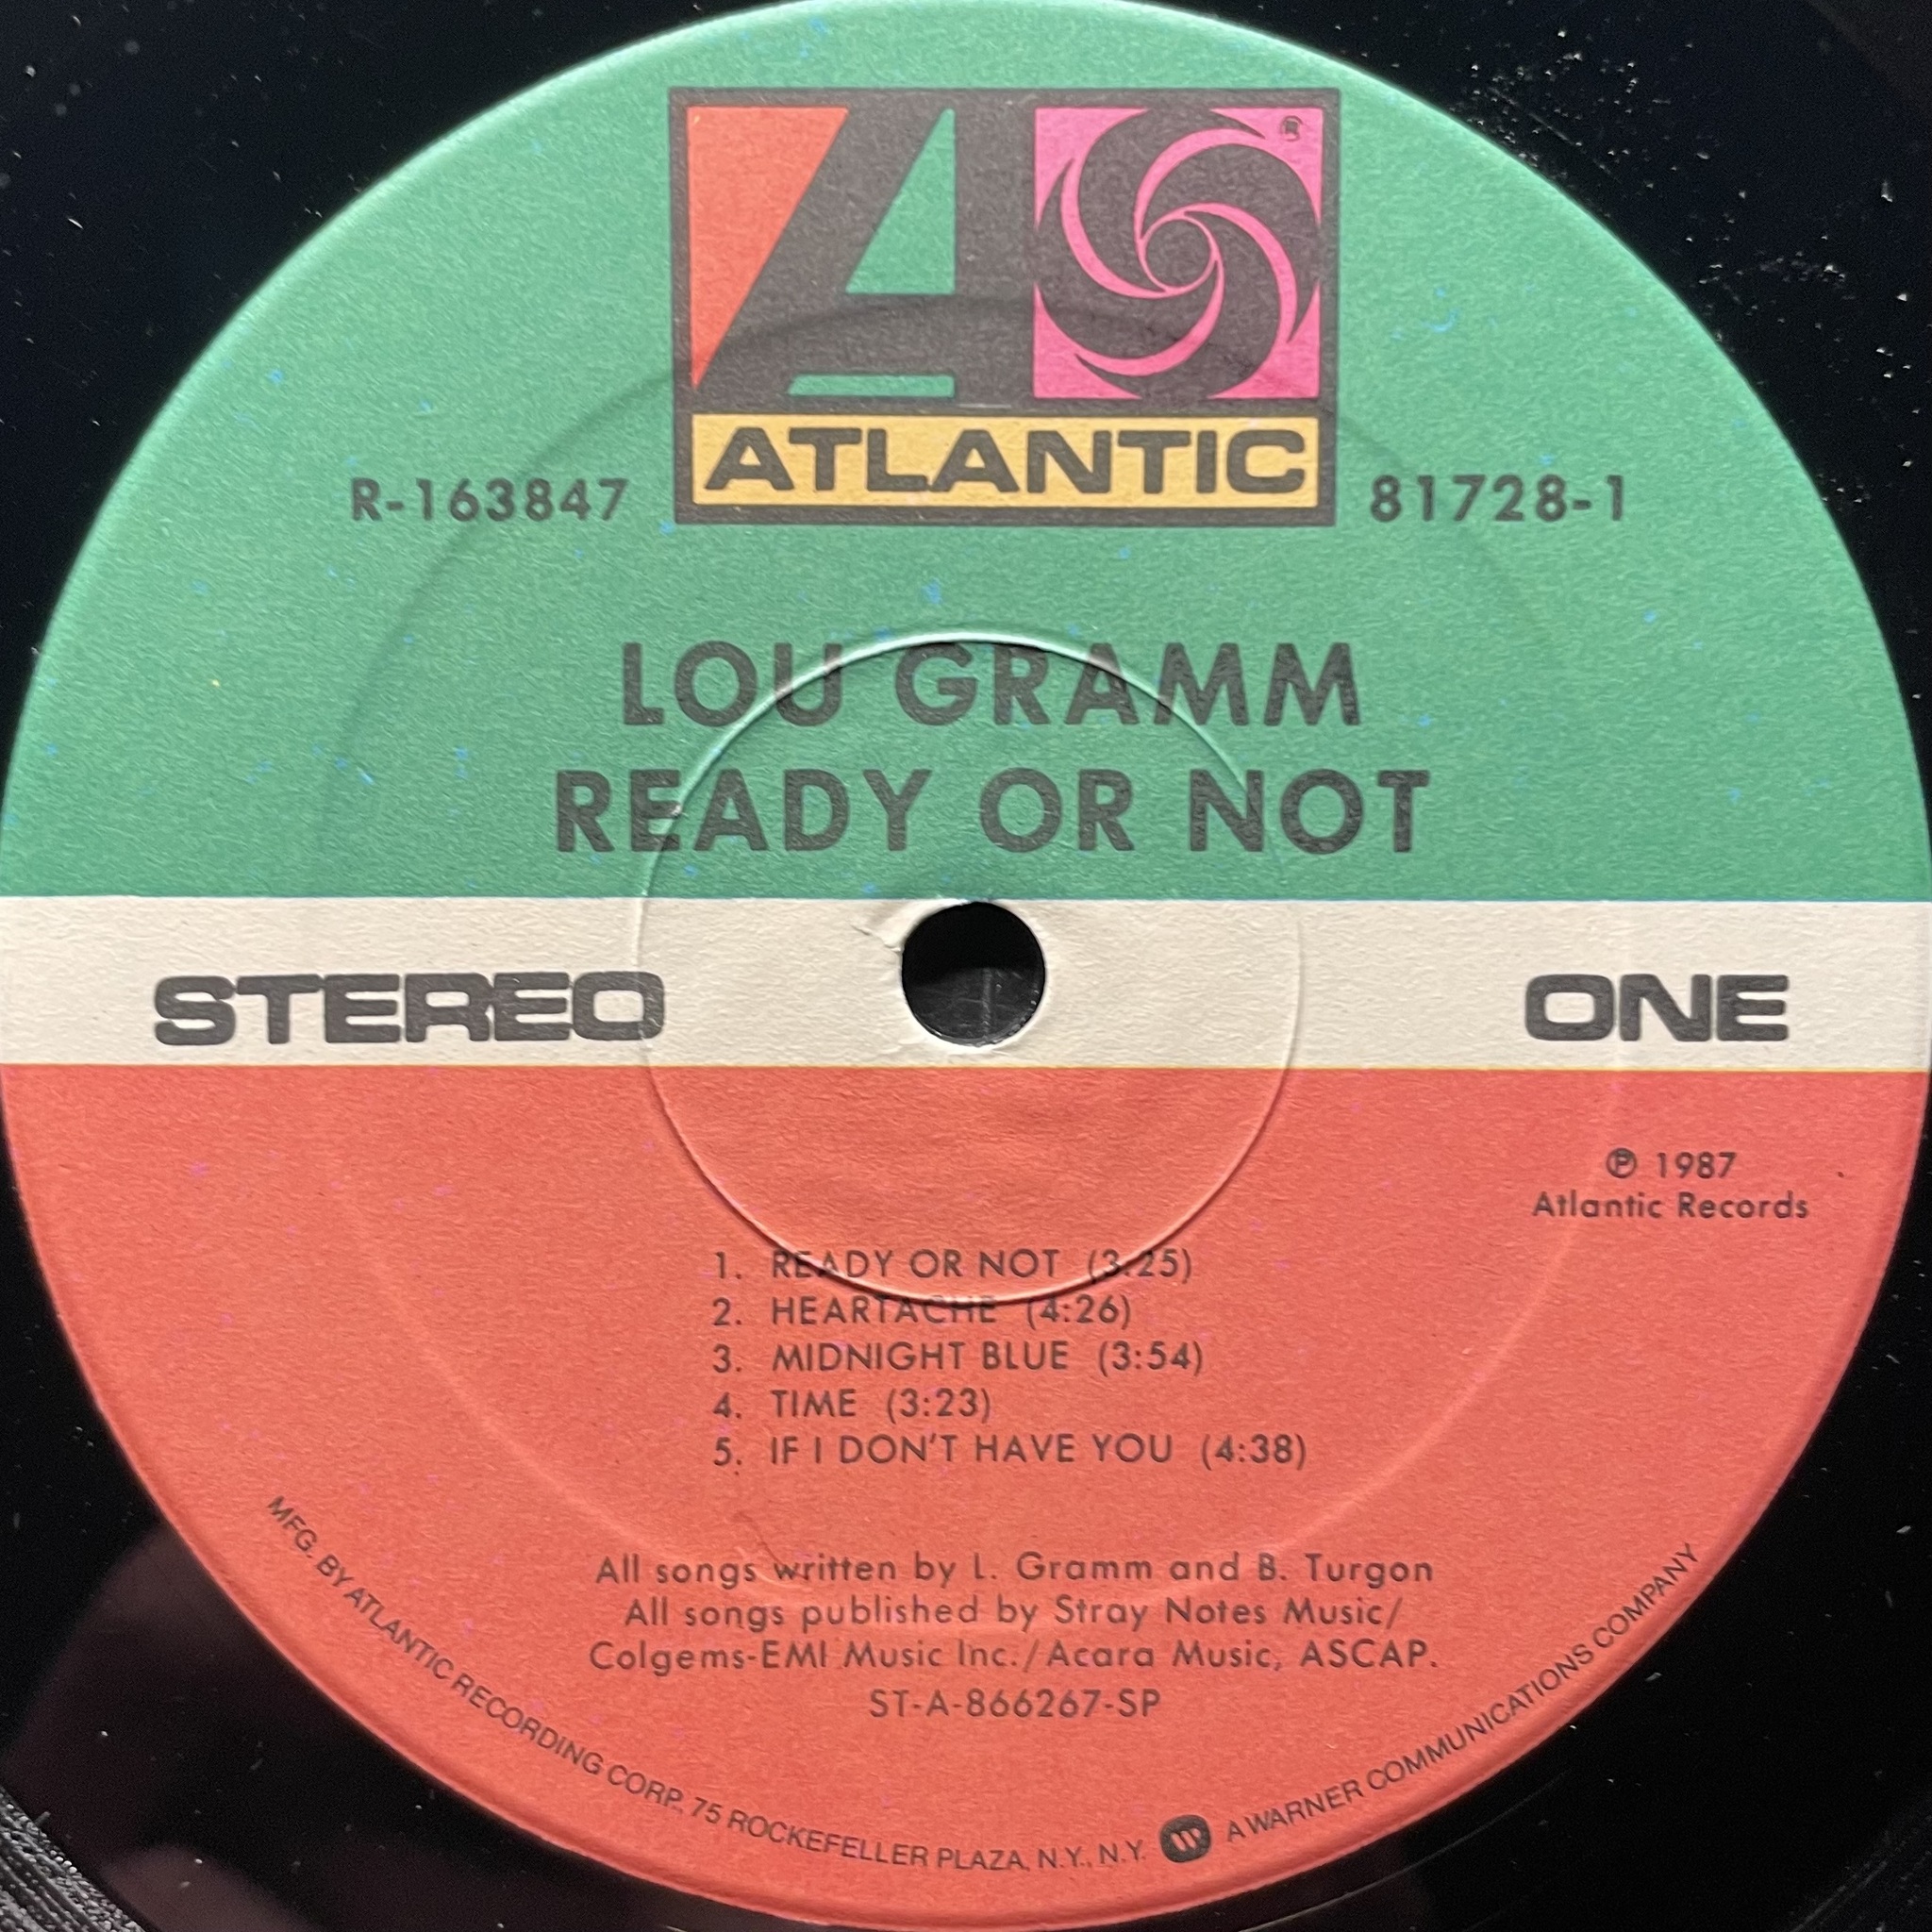 ®
ATLANTIC
R-163847
81728-1
LOU GRAMM
READY OR NOT
STEREO
ONE
℗ 1987
Atlantic Records
1. READY OR NOT (3:25)
2. HEARTACHE (4:26)
3. MIDNIGHT BLUE (3:54)
4. TIME (3:23)
5. IF I DON'T HAVE YOU (4:38)
All songs written by L. Gramm and B. Turgon
All songs published by Stray Notes Music/
Colgems-EMI Music Inc./Acara Music, ASCAP.
ST-A-866267-SP
MFG. BY ATLANTIC RECORDING CORP., 75 ROCKEFELLER PLAZA, N.Y., N.Y. W A WARNER COMMUNICATIONS COMPANY